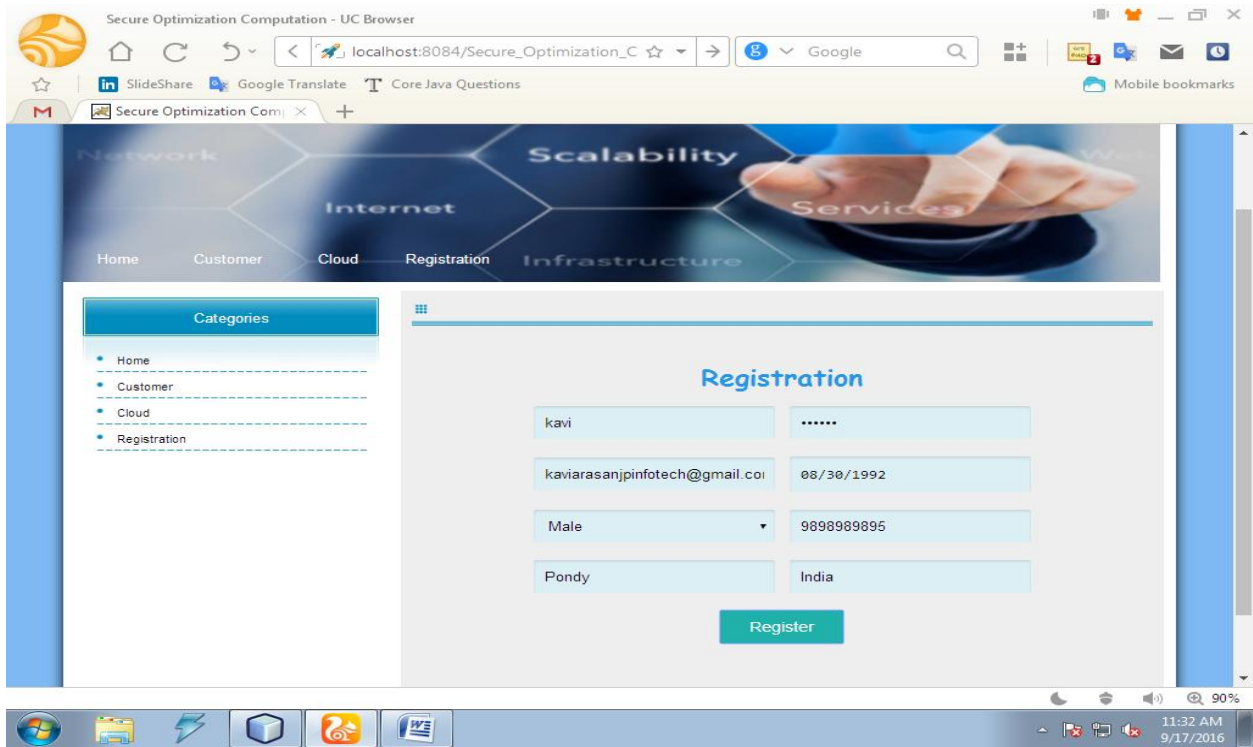 Secure Optimization Computation - UC Browser
localhost:8084/Secure_Optimization_C
Google
2
SlideShare Google Translate Core Java Questions
Mobile bookmarks
Secure Optimization Com
Network Scalability
Internet Services
Infrastructure
Home Customer Cloud Registration
Categories
Home
Customer
Cloud
Registration
Registration
kavi ••••••
kaviarasanjpinfotech@gmail.co
08/30/1992
Male 9898989895
Pondy India
Register
90%
11:32 AM
9/17/2016